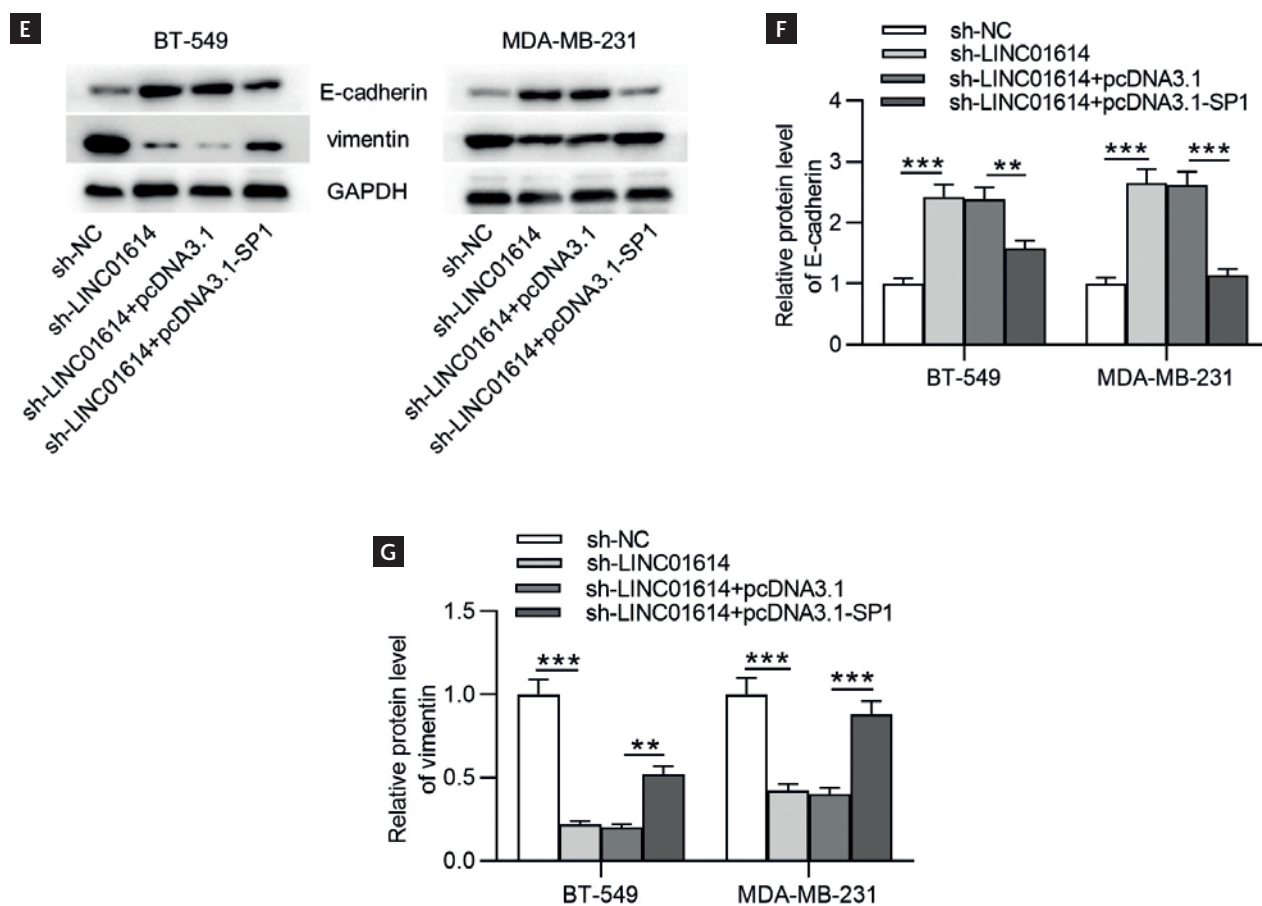 E
BT-549
MDA-MB-231
E-cadherin
vimentin
GAPDH
sh-NC
sh-LINC01614
sh-LINC01614+pcDNA3.1
sh-LINC01614+pcDNA3.1-SP1
sh-NC
sh-LINC01614
sh-LINC01614+pcDNA3.1
sh-LINC01614+pcDNA3.1-SP1
F
sh-NC
sh-LINC01614
sh-LINC01614+pcDNA3.1
sh-LINC01614+pcDNA3.1-SP1
Relative protein level
of E-cadherin
4
3
2
1
0
***
**
***
***
BT-549
MDA-MB-231
G
sh-NC
sh-LINC01614
sh-LINC01614+pcDNA3.1
sh-LINC01614+pcDNA3.1-SP1
Relative protein level
of vimentin
1.5
1.0
0.5
0.0
***
**
***
***
BT-549
MDA-MB-231